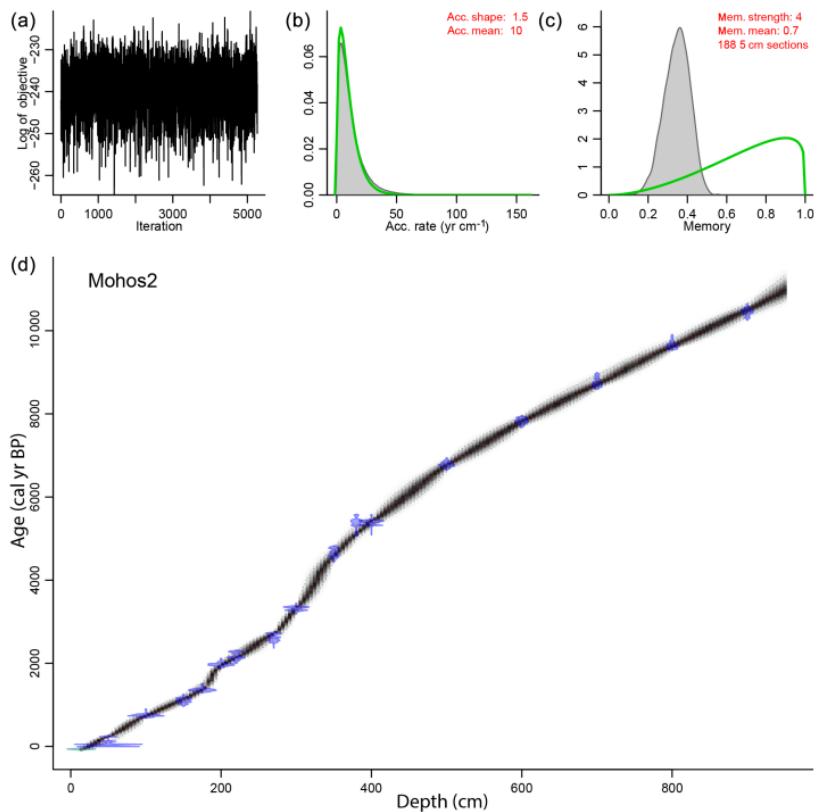 (a)
-230
-240
-250
-260
Log of objective
0
1000
3000
5000
Iteration
(b)
Acc. shape: 1.5
Acc. mean: 10
0.06
0.04
0.02
0.00
0
50
100
150
Acc. rate (yr cm⁻¹)
(c)
Mem. strength: 4
Mem. mean: 0.7
188 5 cm sections
6
5
4
3
2
1
0
0.0
0.2
0.4
0.6
0.8
1.0
Memory
(d)
Mohos2
10 000
8000
6000
4000
2000
0
Age (cal yr BP)
0
200
400
600
800
Depth (cm)